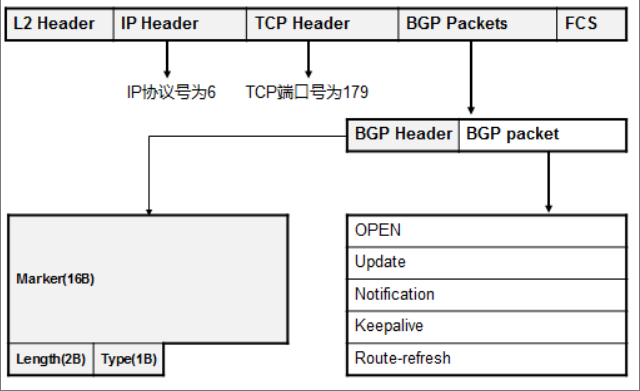 L2 Header IP Header TCP Header BGP Packets FCS
IP协议号为6 TCP端口号为179
BGP Header BGP packet
Marker(16B)
Length(2B) Type(1B)
OPEN
Update
Notification
Keepalive
Route-refresh